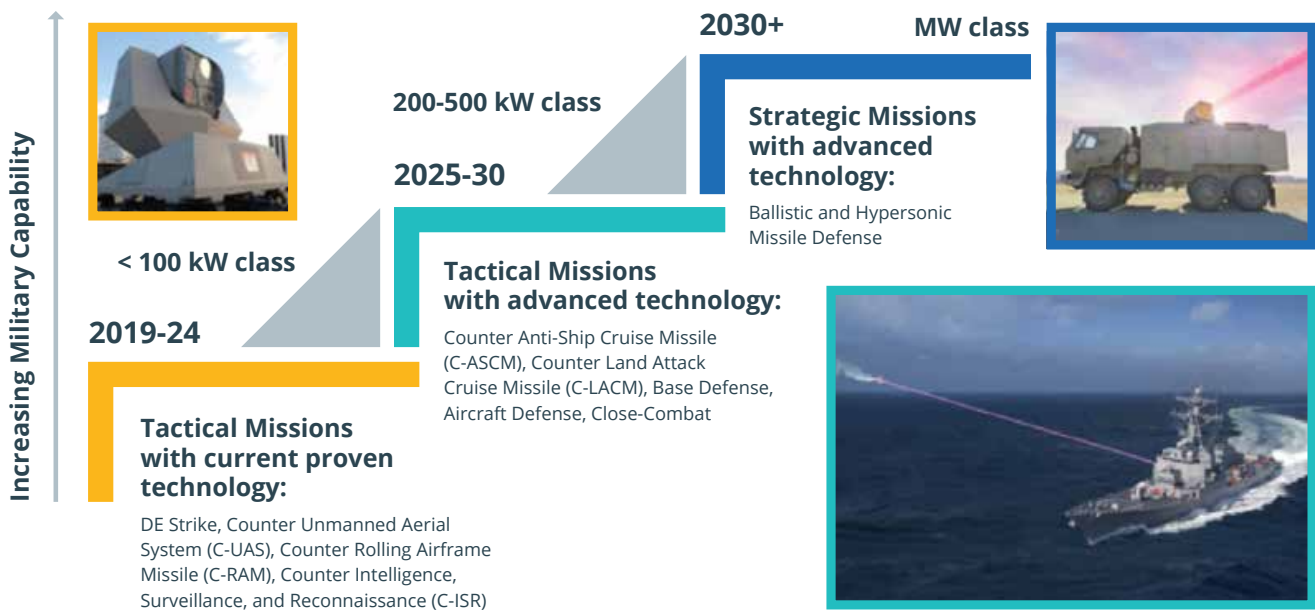 Increasing Military Capability
2030+
MW class
200-500 kW class
Strategic Missions
with advanced
technology:
Ballistic and Hypersonic
Missile Defense
2025-30
< 100 kW class
Tactical Missions
with advanced technology:
Counter Anti-Ship Cruise Missile
(C-ASCM), Counter Land Attack
Cruise Missile (C-LACM), Base Defense,
Aircraft Defense, Close-Combat
2019-24
Tactical Missions
with current proven
technology:
DE Strike, Counter Unmanned Aerial
System (C-UAS), Counter Rolling Airframe
Missile (C-RAM), Counter Intelligence,
Surveillance, and Reconnaissance (C-ISR)